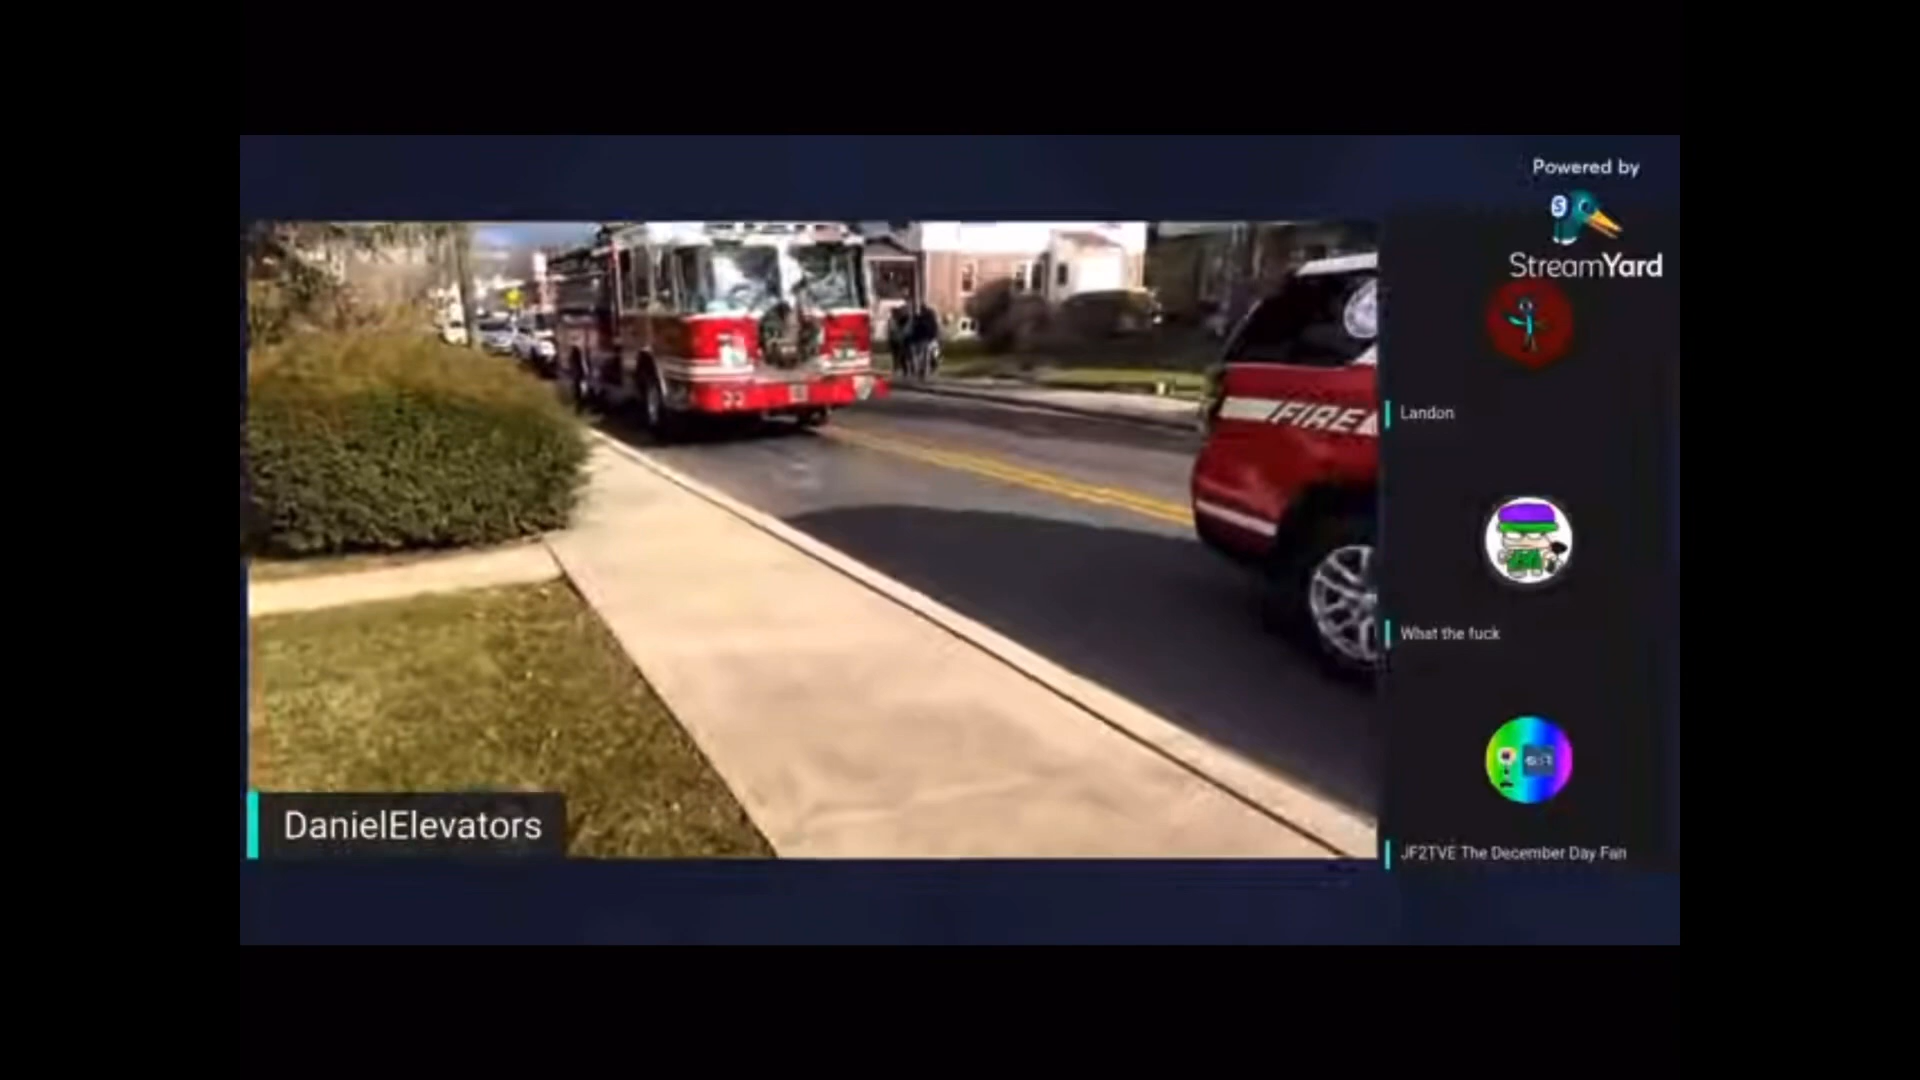 Powered by
StreamYard
FIRE
Landon
What the fuck
DanielElevators
JF2TVE The December Day Fan